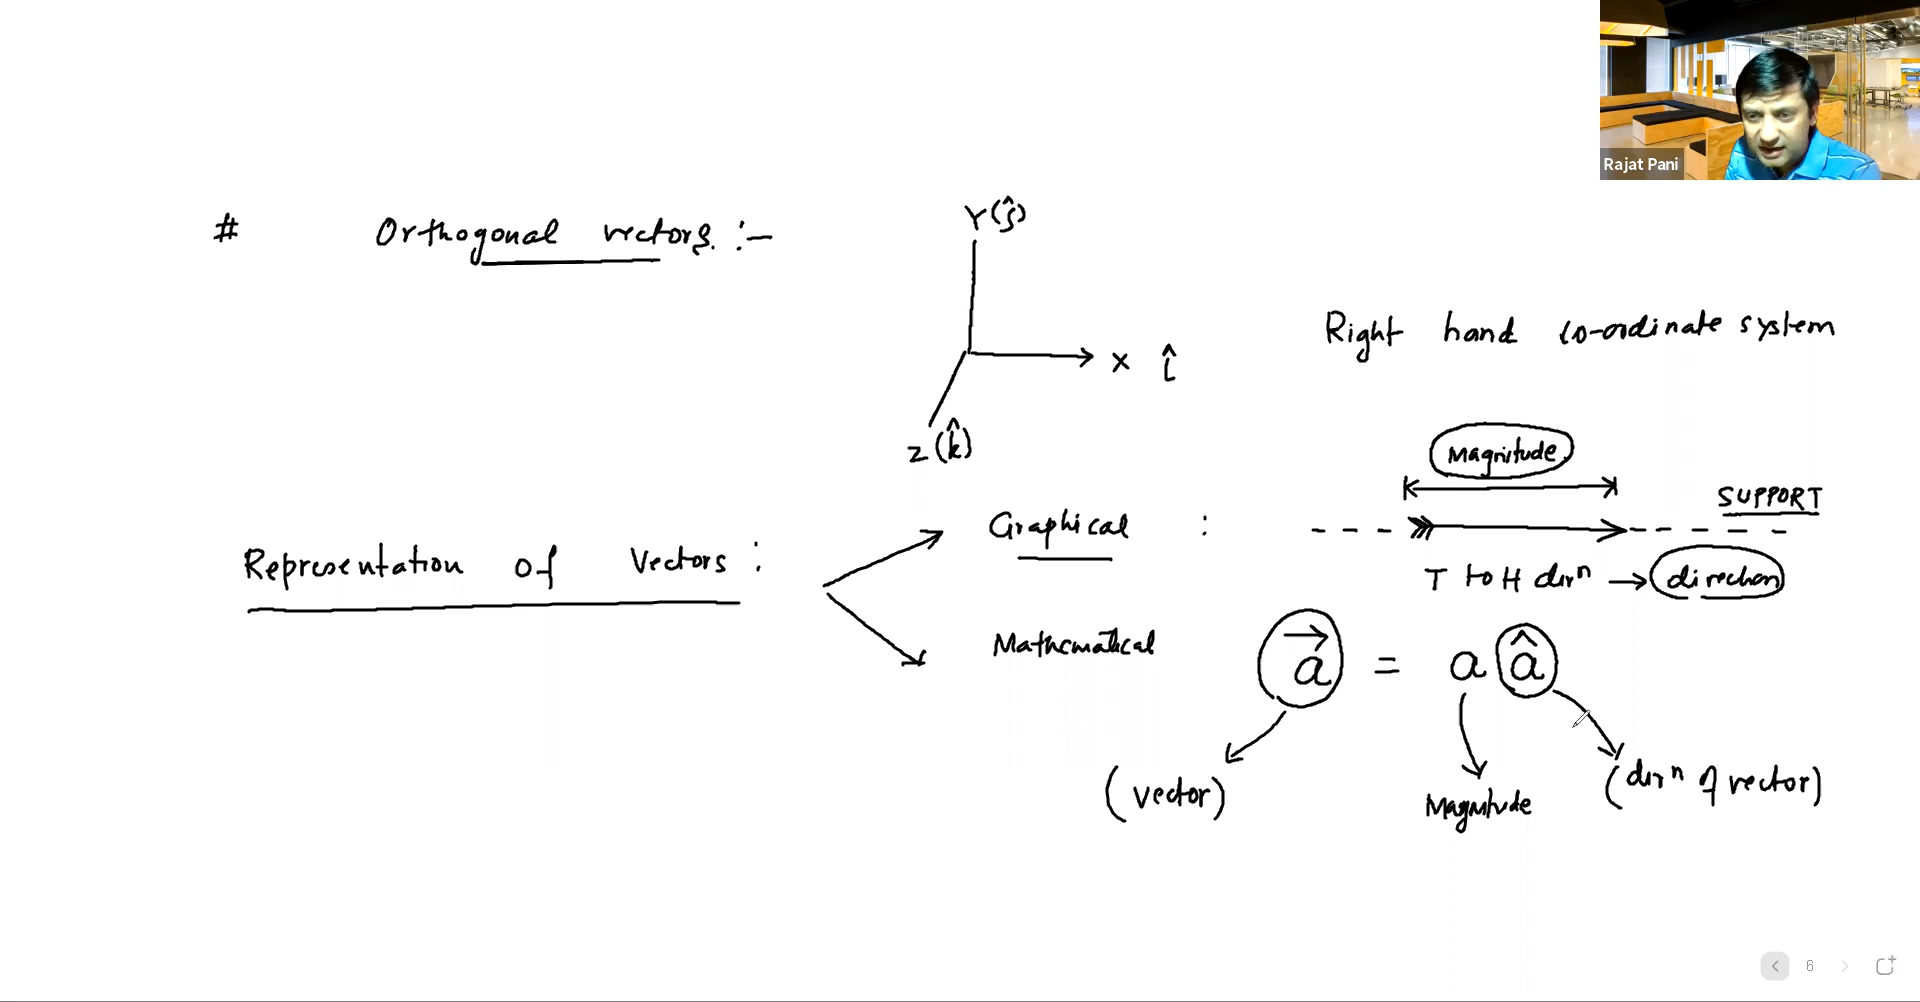 Rajat Pani
# Orthogonal vectors :-
Y(ĵ)
X î
Z(k̂)
Right hand co-ordinate system
Magnitude
SUPPORT
T to H dirⁿ → direction
Representation of Vectors :
Graphical :
Mathematical
a⃗ = a â
(vector)
Magnitude
(dirⁿ of vector)
6